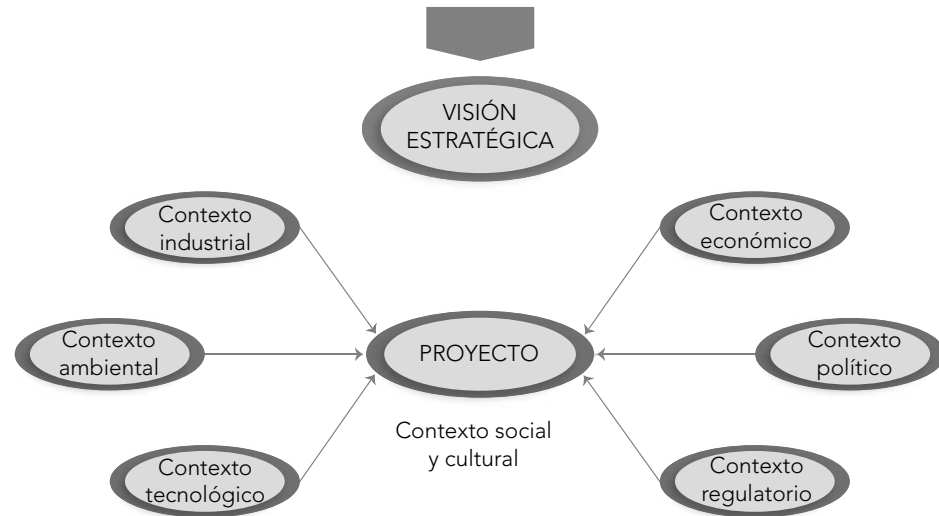 VISIÓN
ESTRATÉGICA
Contexto
industrial
Contexto
económico
Contexto
ambiental
PROYECTO
Contexto
político
Contexto social
y cultural
Contexto
tecnológico
Contexto
regulatorio